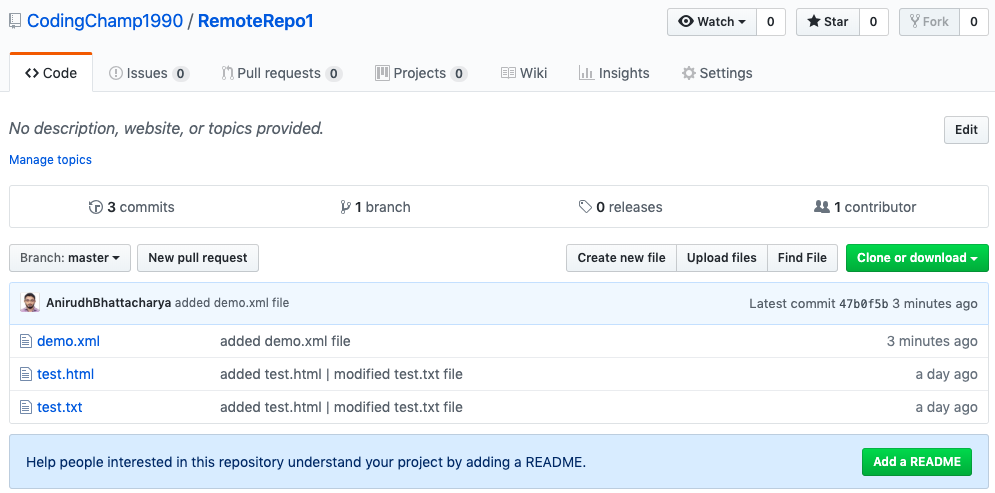 CodingChamp1990 / RemoteRepo1 Watch 0 Star 0 Fork 0
Code Issues 0 Pull requests 0 Projects 0 Wiki Insights Settings
No description, website, or topics provided. Edit
Manage topics
3 commits 1 branch 0 releases 1 contributor
Branch: master New pull request Create new file Upload files Find File Clone or download
AnirudhBhattacharya added demo.xml file Latest commit 47b0f5b 3 minutes ago
demo.xml added demo.xml file 3 minutes ago
test.html added test.html | modified test.txt file a day ago
test.txt added test.html | modified test.txt file a day ago
Help people interested in this repository understand your project by adding a README. Add a README